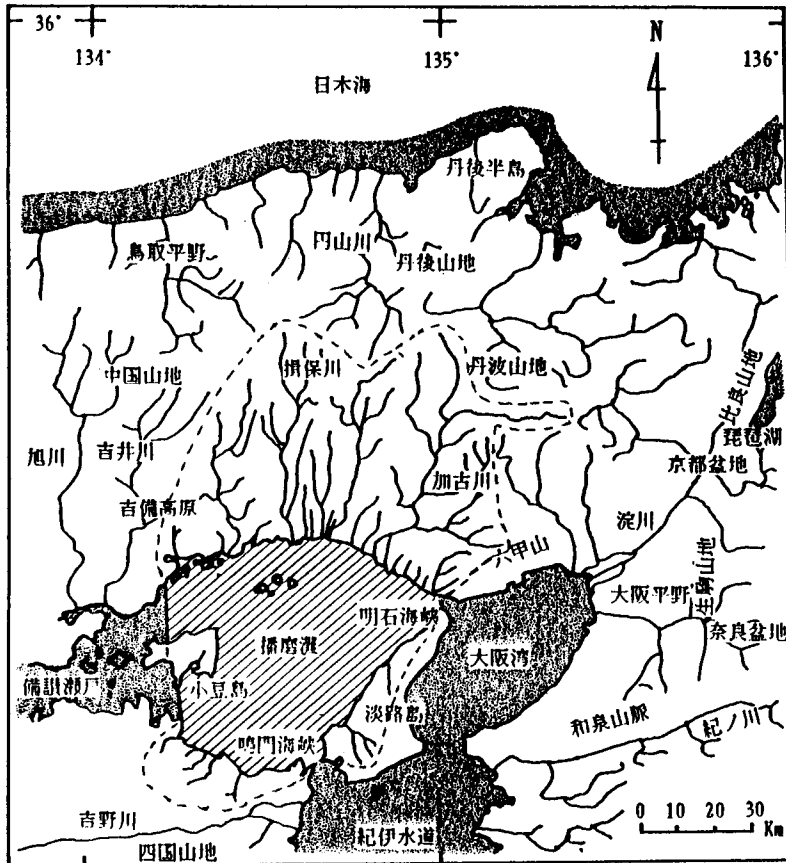 36°
134°
135°
136°
N
日本海
丹後半島
鳥取平野
円山川
丹後山地
中国山地
揖保川
丹波山地
比良山地
琵琶湖
旭川
吉井川
加古川
京都盆地
吉備高原
淀川
六甲山
生駒山地
大阪平野
明石海峡
播磨灘
大阪湾
奈良盆地
備讃瀬戸
小豆島
淡路島
和泉山脈
紀ノ川
鳴門海峡
吉野川
紀伊水道
四国山地
0 10 20 30
Km